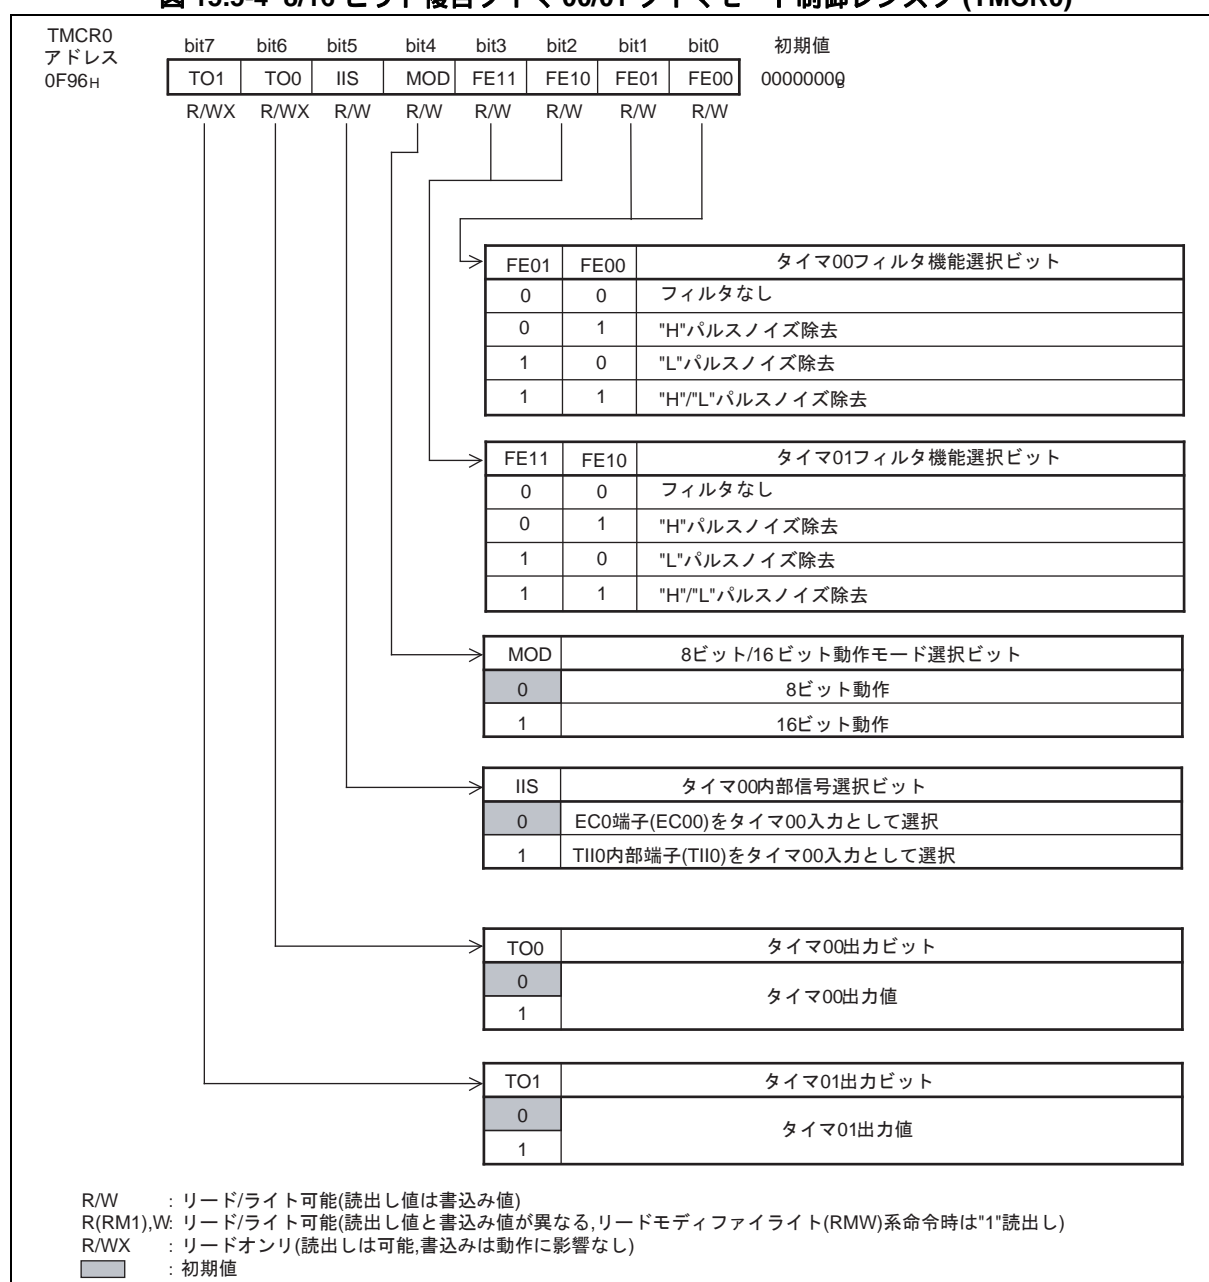 TMCR0
アドレス bit7 bit6 bit5 bit4 bit3 bit2 bit1 bit0 初期値
0F96H TO1 TO0 IIS MOD FE11 FE10 FE01 FE00 00000000B
R/WX R/WX R/W R/W R/W R/W R/W R/W
FE01 FE00 タイマ00フィルタ機能選択ビット
0 0 フィルタなし
0 1 "H"パルスノイズ除去
1 0 "L"パルスノイズ除去
1 1 "H"/"L"パルスノイズ除去
FE11 FE10 タイマ01フィルタ機能選択ビット
0 0 フィルタなし
0 1 "H"パルスノイズ除去
1 0 "L"パルスノイズ除去
1 1 "H"/"L"パルスノイズ除去
MOD 8ビット/16ビット動作モード選択ビット
0 8ビット動作
1 16ビット動作
IIS タイマ00内部信号選択ビット
0 EC0端子(EC00)をタイマ00入力として選択
1 TII0内部端子(TII0)をタイマ00入力として選択
TO0 タイマ00出力ビット
0 タイマ00出力値
1
TO1 タイマ01出力ビット
0 タイマ01出力値
1
R/W : リード/ライト可能(読出し値は書込み値)
R(RM1),W: リード/ライト可能(読出し値と書込み値が異なる,リードモディファイライト(RMW)系命令時は"1"読出し)
R/WX : リードオンリ(読出しは可能,書込みは動作に影響なし)
: 初期値